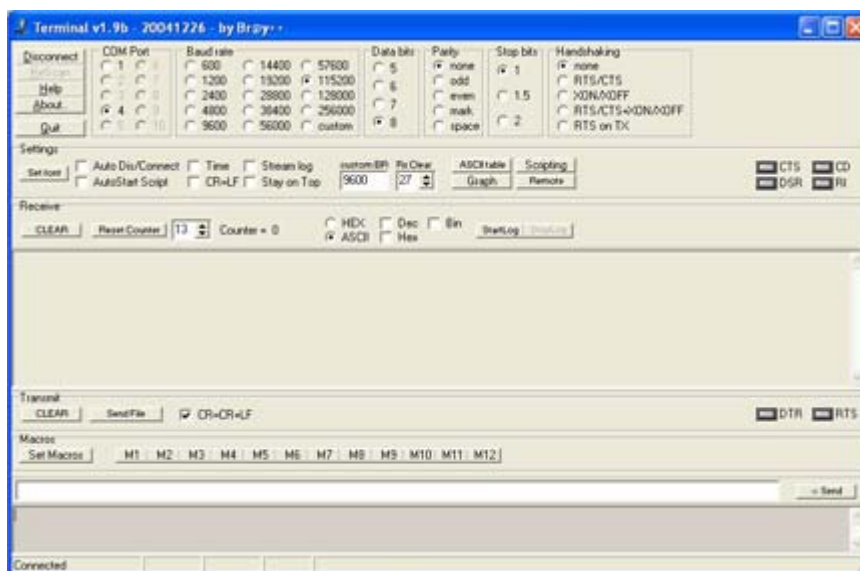 Terminal v1.9b - 20041226 - by Br@y++
Disconnect
ReScan
Help
About..
Quit
COM Port
1 6
2 7
3 8
4 9
5 10
Baud rate
600 14400 57600
1200 19200 115200
2400 28800 128000
4800 38400 256000
9600 56000 custom
Data bits
5
6
7
8
Parity
none
odd
even
mark
space
Stop bits
1
1.5
2
Handshaking
none
RTS/CTS
XON/XOFF
RTS/CTS+XON/XOFF
RTS on TX
Settings
Set font
Auto Dis/Connect Time Stream log
AutoStart Script CR=LF Stay on Top
custom BR Rx Clear
9600 27
ASCII table Scripting
Graph Remote
CTS CD
DSR RI
Receive
CLEAR Reset Counter 13 Counter = 0
HEX Dec Bin
ASCII Hex
StartLog StopLog
Transmit
CLEAR Send File CR=CR+LF
DTR RTS
Macros
Set Macros M1 M2 M3 M4 M5 M6 M7 M8 M9 M10 M11 M12
-> Send
Connected